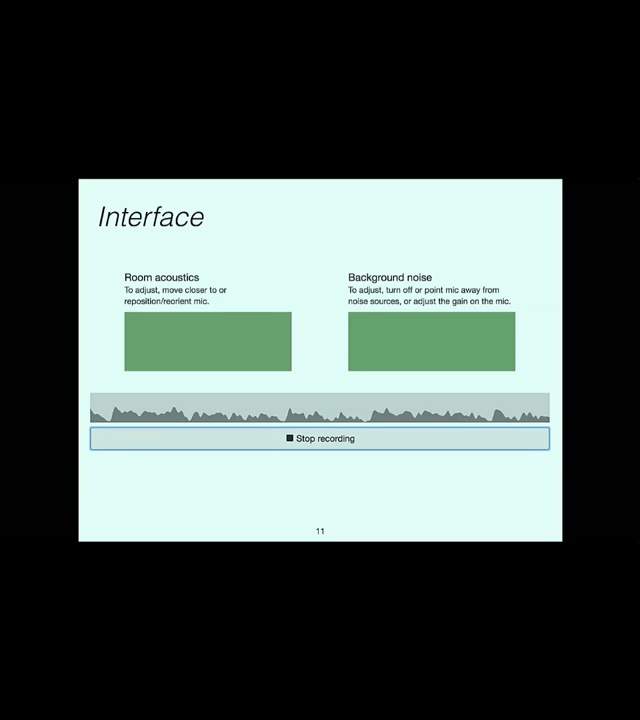 Interface
Room acoustics
To adjust, move closer to or
reposition/reorient mic.
Background noise
To adjust, turn off or point mic away from
noise sources, or adjust the gain on the mic.
Stop recording
11